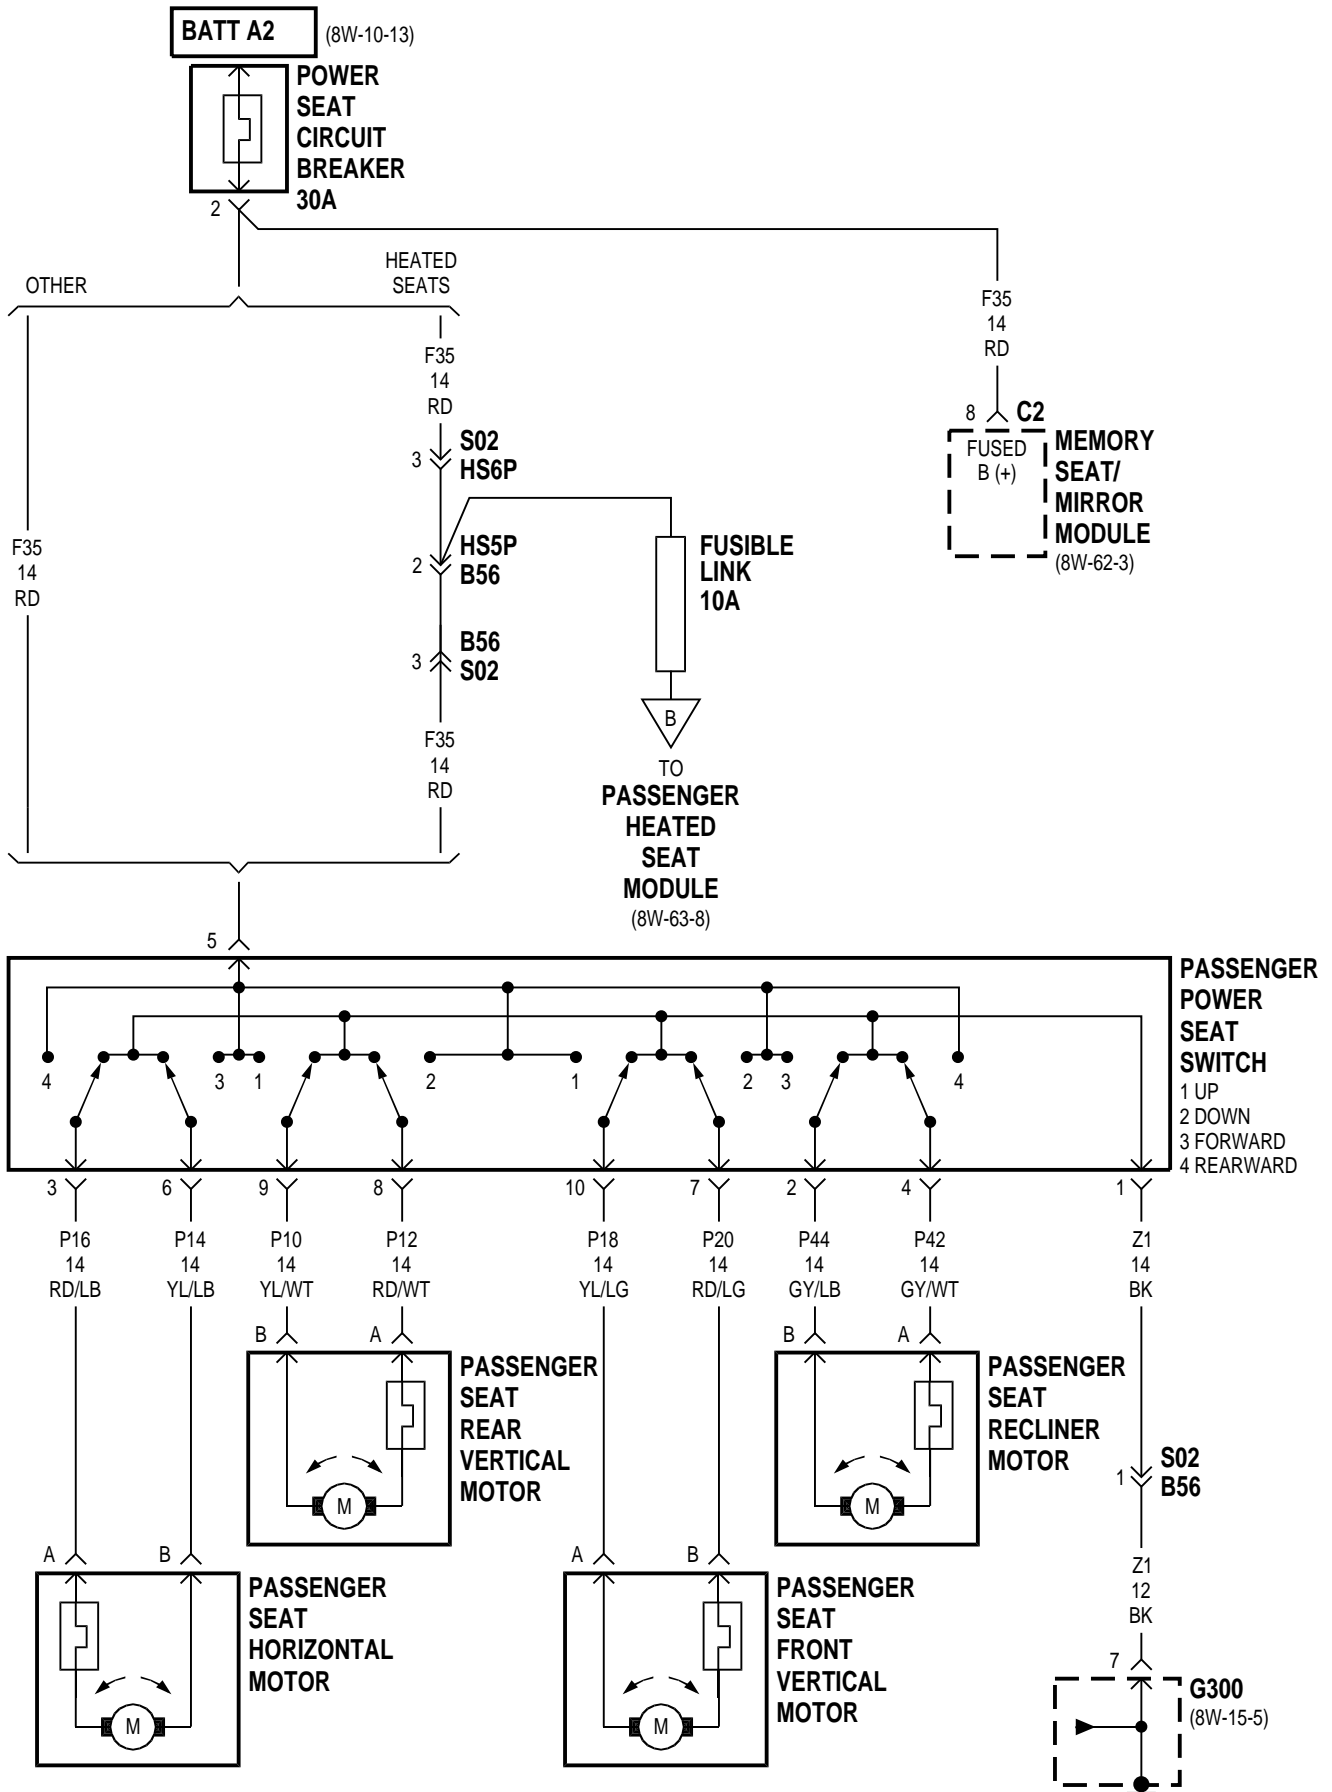 BATT A2
(8W-10-13)
POWER
SEAT
CIRCUIT
BREAKER
30A
2
OTHER
HEATED
SEATS
F35
14
RD
F35
14
RD
8
C2
FUSED
B (+)
MEMORY
SEAT/
MIRROR
MODULE
(8W-62-3)
3
S02
HS6P
F35
14
RD
2
HS5P
B56
FUSIBLE
LINK
10A
3
B56
S02
B
F35
14
RD
TO
PASSENGER
HEATED
SEAT
MODULE
(8W-63-8)
5
PASSENGER
POWER
SEAT
SWITCH
1 UP
2 DOWN
3 FORWARD
4 REARWARD
4
3
1
2
1
2
3
4
3
6
9
8
10
7
2
4
1
P16
14
RD/LB
P14
14
YL/LB
P10
14
YL/WT
P12
14
RD/WT
P18
14
YL/LG
P20
14
RD/LG
P44
14
GY/LB
P42
14
GY/WT
Z1
14
BK
B
A
PASSENGER
SEAT
REAR
VERTICAL
MOTOR
M
B
A
PASSENGER
SEAT
RECLINER
MOTOR
M
1
S02
B56
A
B
PASSENGER
SEAT
HORIZONTAL
MOTOR
M
A
B
PASSENGER
SEAT
FRONT
VERTICAL
MOTOR
M
Z1
12
BK
7
G300
(8W-15-5)